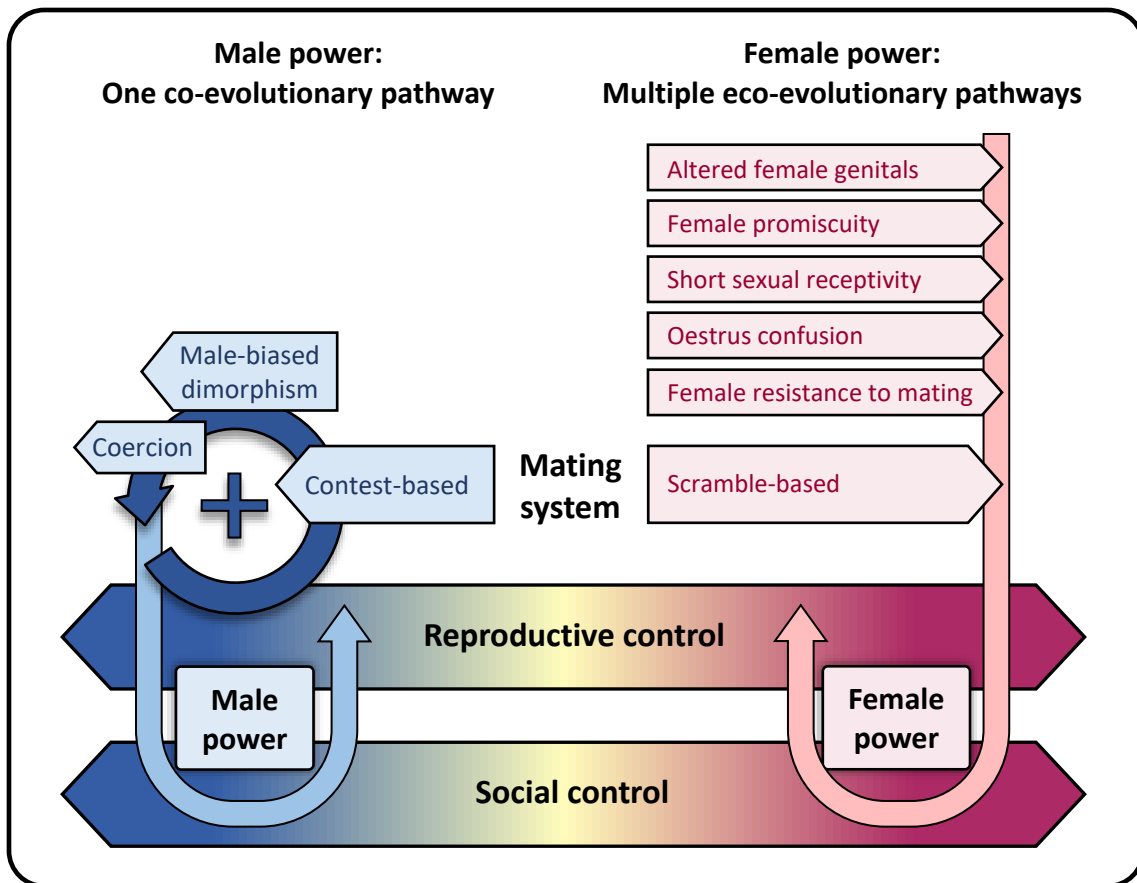 Male power:
One co-evolutionary pathway
Female power:
Multiple eco-evolutionary pathways
Altered female genitals
Female promiscuity
Short sexual receptivity
Oestrus confusion
Female resistance to mating
Male-biased
dimorphism
Coercion
Contest-based
Mating
system
Scramble-based
Reproductive control
Male
power
Female
power
Social control